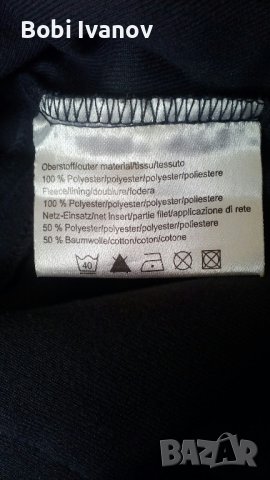 Bobi Ivanov
Oberstoff/outer material/tissu/tessuto
100 % Polyester/polyester/polyester/poliestere
Fleece/lining/doublure/fodera
100 % Polyester/polyester/polyester/poliestere
Netz-Einsatz/net insert/partie filet/applicazione di rete
50 % Polyester/polyester/polyester/poliestere
50 % Baumwolle/cotton/coton/cotone
40
BAZAR